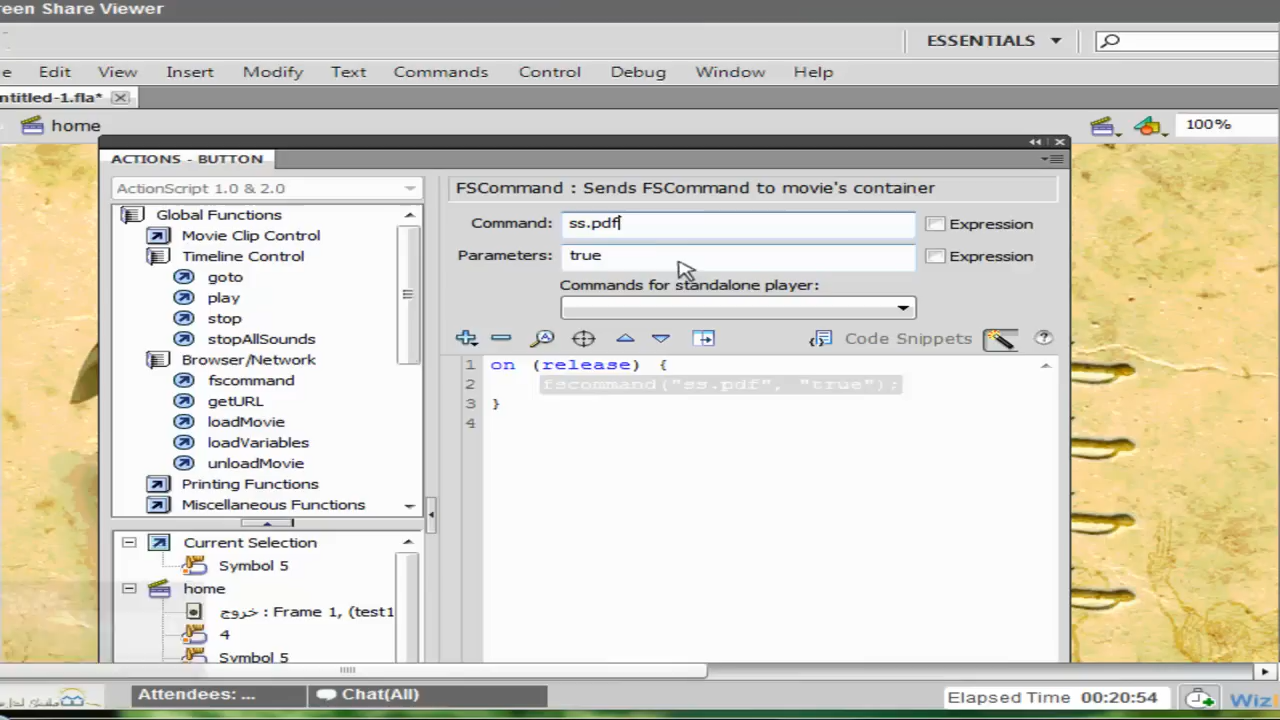 reen Share Viewer
ESSENTIALS
e Edit View Insert Modify Text Commands Control Debug Window Help
ntitled-1.fla*
home
100%
ACTIONS - BUTTON
ActionScript 1.0 & 2.0
Global Functions
Movie Clip Control
Timeline Control
goto
play
stop
stopAllSounds
Browser/Network
fscommand
getURL
loadMovie
loadVariables
unloadMovie
Printing Functions
Miscellaneous Functions
Current Selection
Symbol 5
home
خروج : Frame 1, (test1
4
Symbol 5
FSCommand : Sends FSCommand to movie's container
Command: ss.pdf Expression
Parameters: true Expression
Commands for standalone player:
Code Snippets
1 on (release) {
2 fscommand("ss.pdf", "true");
3 }
4
Attendees: ...
Chat(All)
Elapsed Time 00:20:54
Wiz